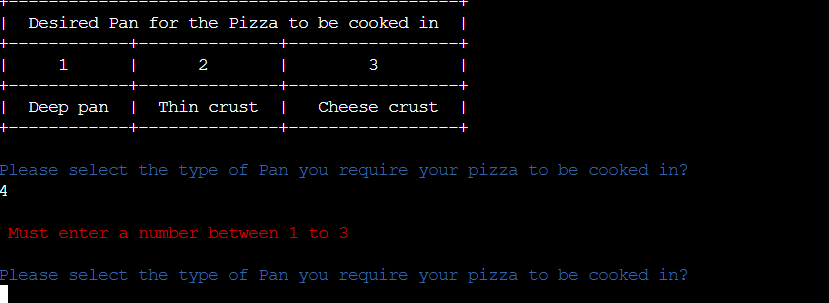 Desired Pan for the Pizza to be cooked in
1 | 2 | 3
Deep pan | Thin crust | Cheese crust
Please select the type of Pan you require your pizza to be cooked in?
4
Must enter a number between 1 to 3
Please select the type of Pan you require your pizza to be cooked in?